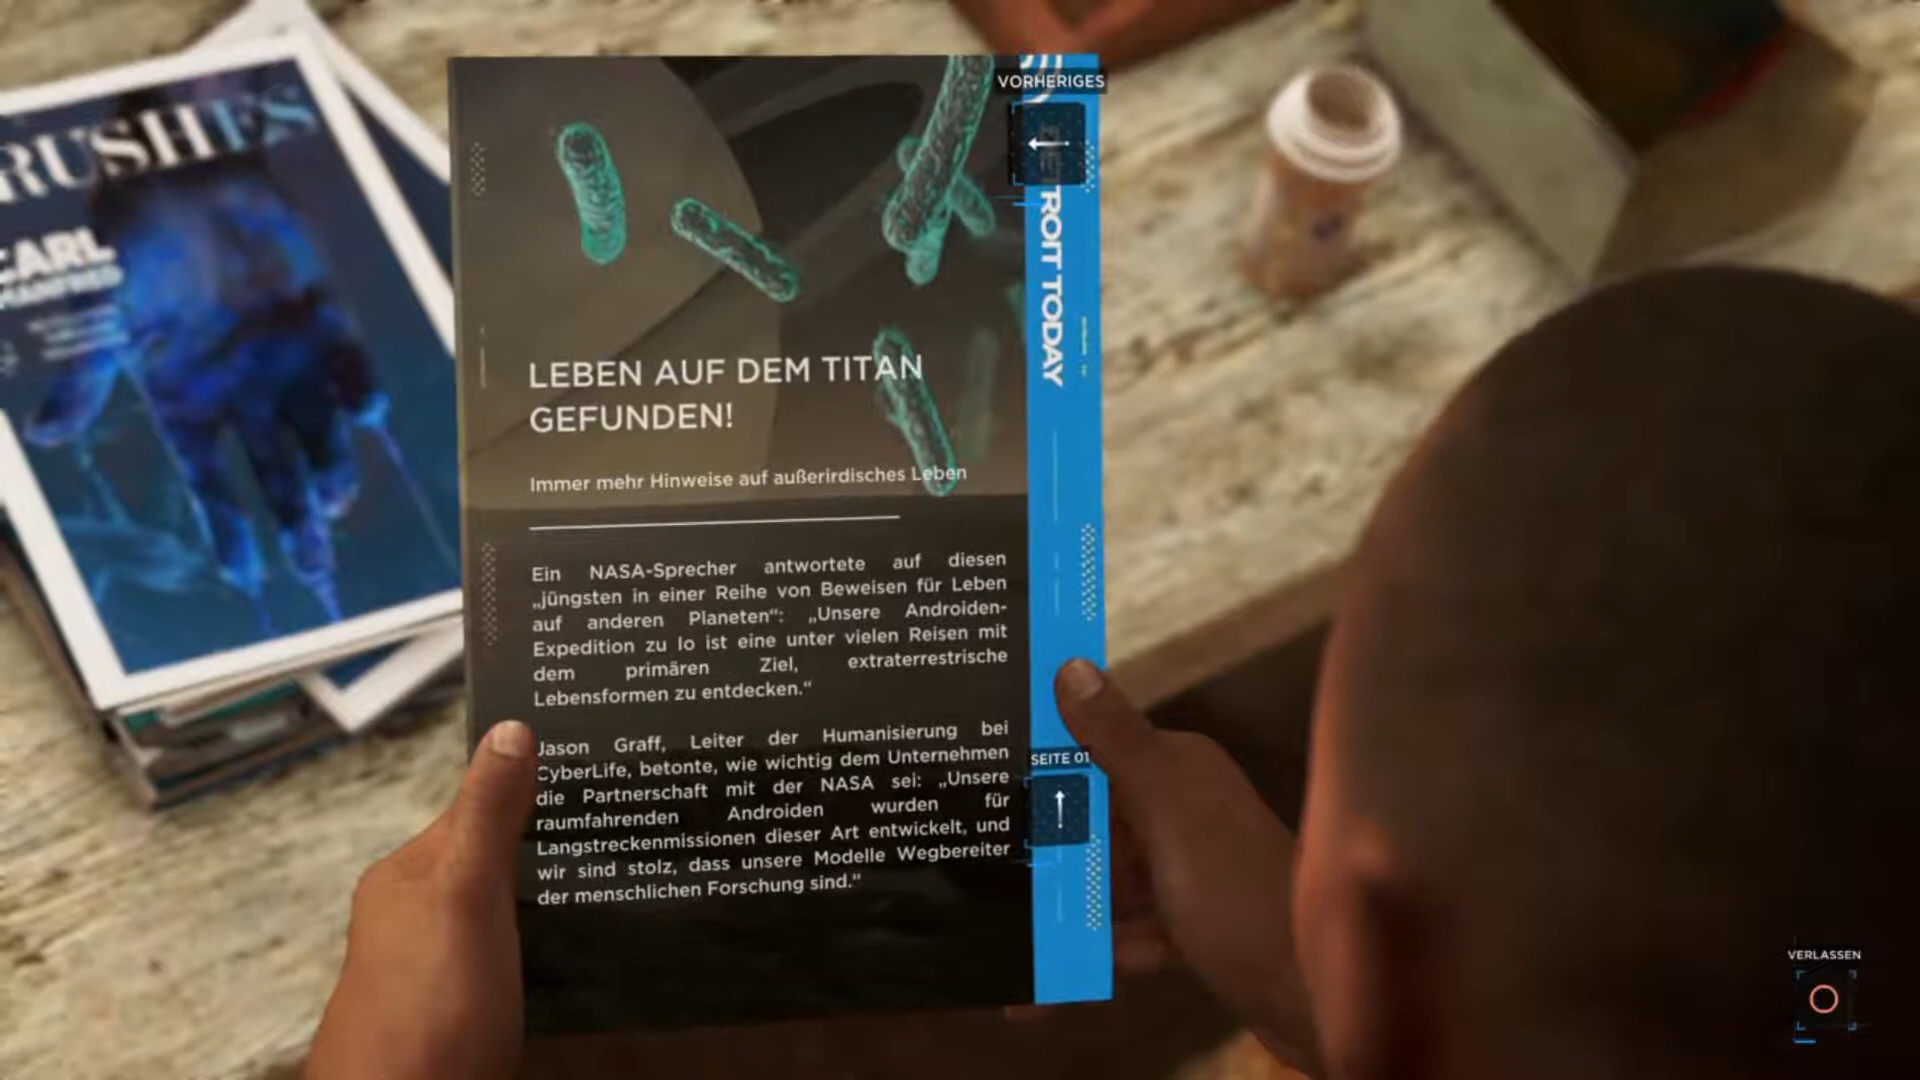 RUSHES
CARL
MANFRED
VORHERIGES
TROIT TODAY
LEBEN AUF DEM TITAN
GEFUNDEN!
Immer mehr Hinweise auf außerirdisches Leben
Ein NASA-Sprecher antwortete auf diesen
„jüngsten in einer Reihe von Beweisen für Leben
auf anderen Planeten“: „Unsere Androiden-
Expedition zu Io ist eine unter vielen Reisen mit
dem primären Ziel, extraterrestrische
Lebensformen zu entdecken.“
Jason Graff, Leiter der Humanisierung bei
CyberLife, betonte, wie wichtig dem Unternehmen
die Partnerschaft mit der NASA sei: „Unsere
raumfahrenden Androiden wurden für
Langstreckenmissionen dieser Art entwickelt, und
wir sind stolz, dass unsere Modelle Wegbereiter
der menschlichen Forschung sind.“
SEITE 01
VERLASSEN